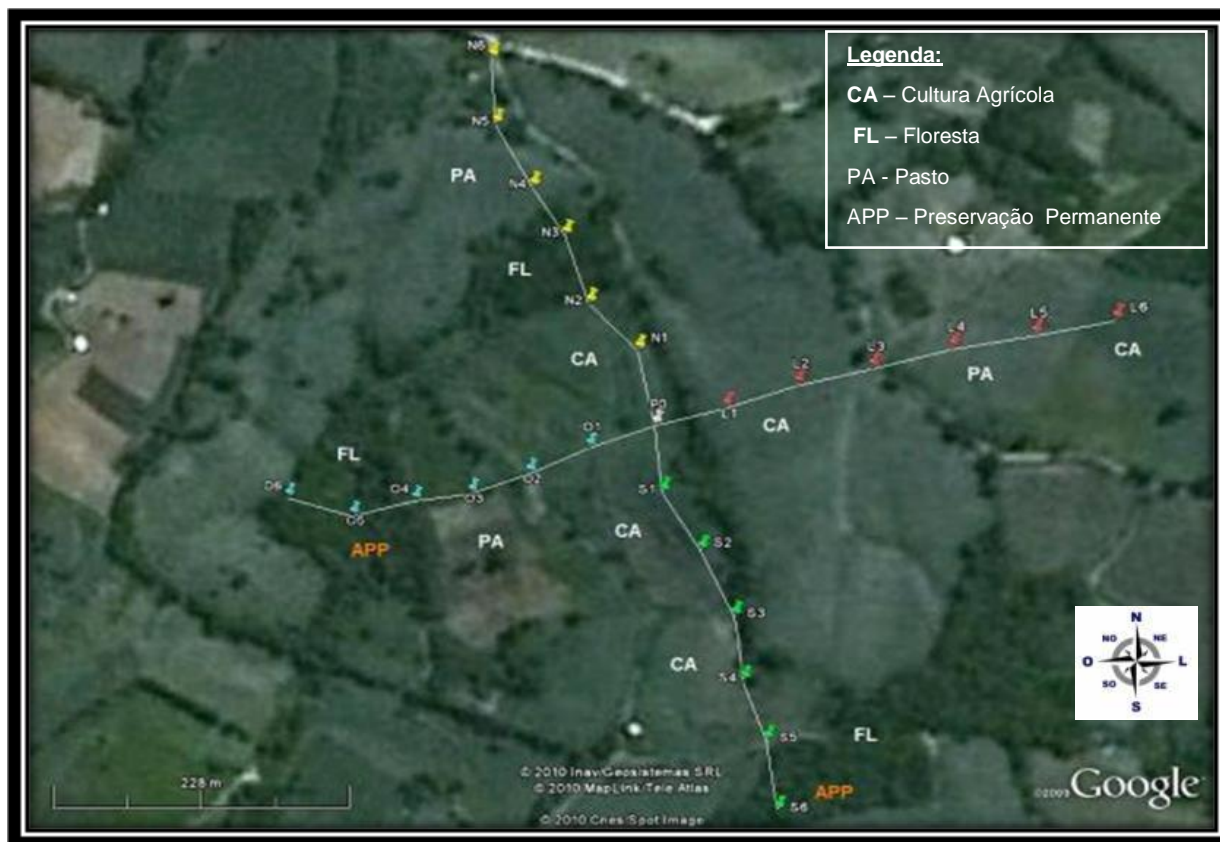 N6
Legenda:
CA – Cultura Agrícola
FL – Floresta
PA - Pasto
APP – Preservação Permanente
N5
PA
N4
N3
FL
N2
N1
CA
L6
L5
L4
L3
L2
PA
CA
L1
P0
CA
O1
O2
FL
O6
O4
O3
O5
APP
PA
S1
CA
S2
S3
CA
S4
S5
FL
S6
APP
N
NO
NE
O
L
SO
SE
S
228 m
© 2010 Inav/Geosistemas SRL
© 2010 MapLink/Tele Atlas
© 2010 Cnes/Spot Image
©2009 Google